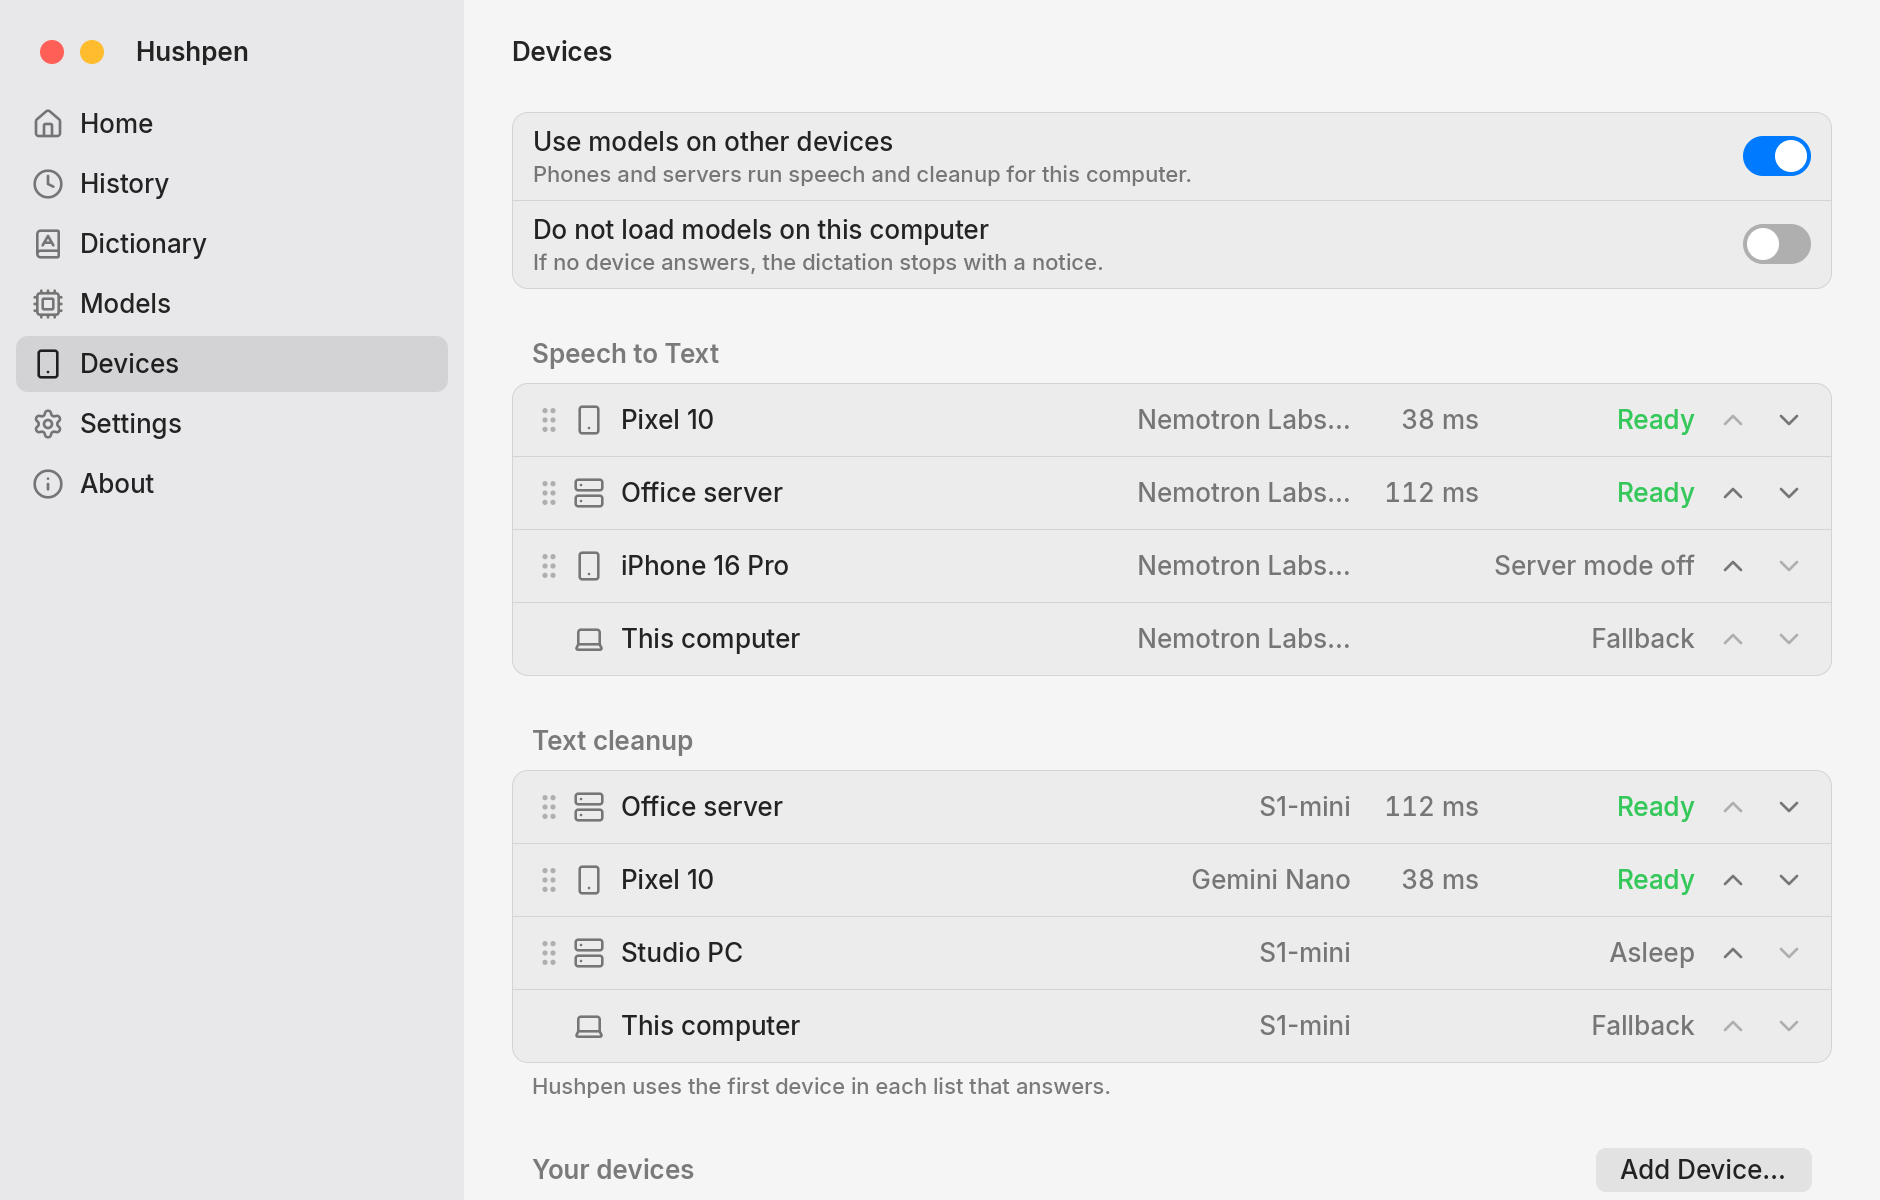 Hushpen
Home
History
Dictionary
Models
Devices
Settings
About
Devices
Use models on other devices
Phones and servers run speech and cleanup for this computer.
Do not load models on this computer
If no device answers, the dictation stops with a notice.
Speech to Text
Pixel 10 Nemotron Labs... 38 ms Ready
Office server Nemotron Labs... 112 ms Ready
iPhone 16 Pro Nemotron Labs... Server mode off
This computer Nemotron Labs... Fallback
Text cleanup
Office server S1-mini 112 ms Ready
Pixel 10 Gemini Nano 38 ms Ready
Studio PC S1-mini Asleep
This computer S1-mini Fallback
Hushpen uses the first device in each list that answers.
Your devices Add Device...